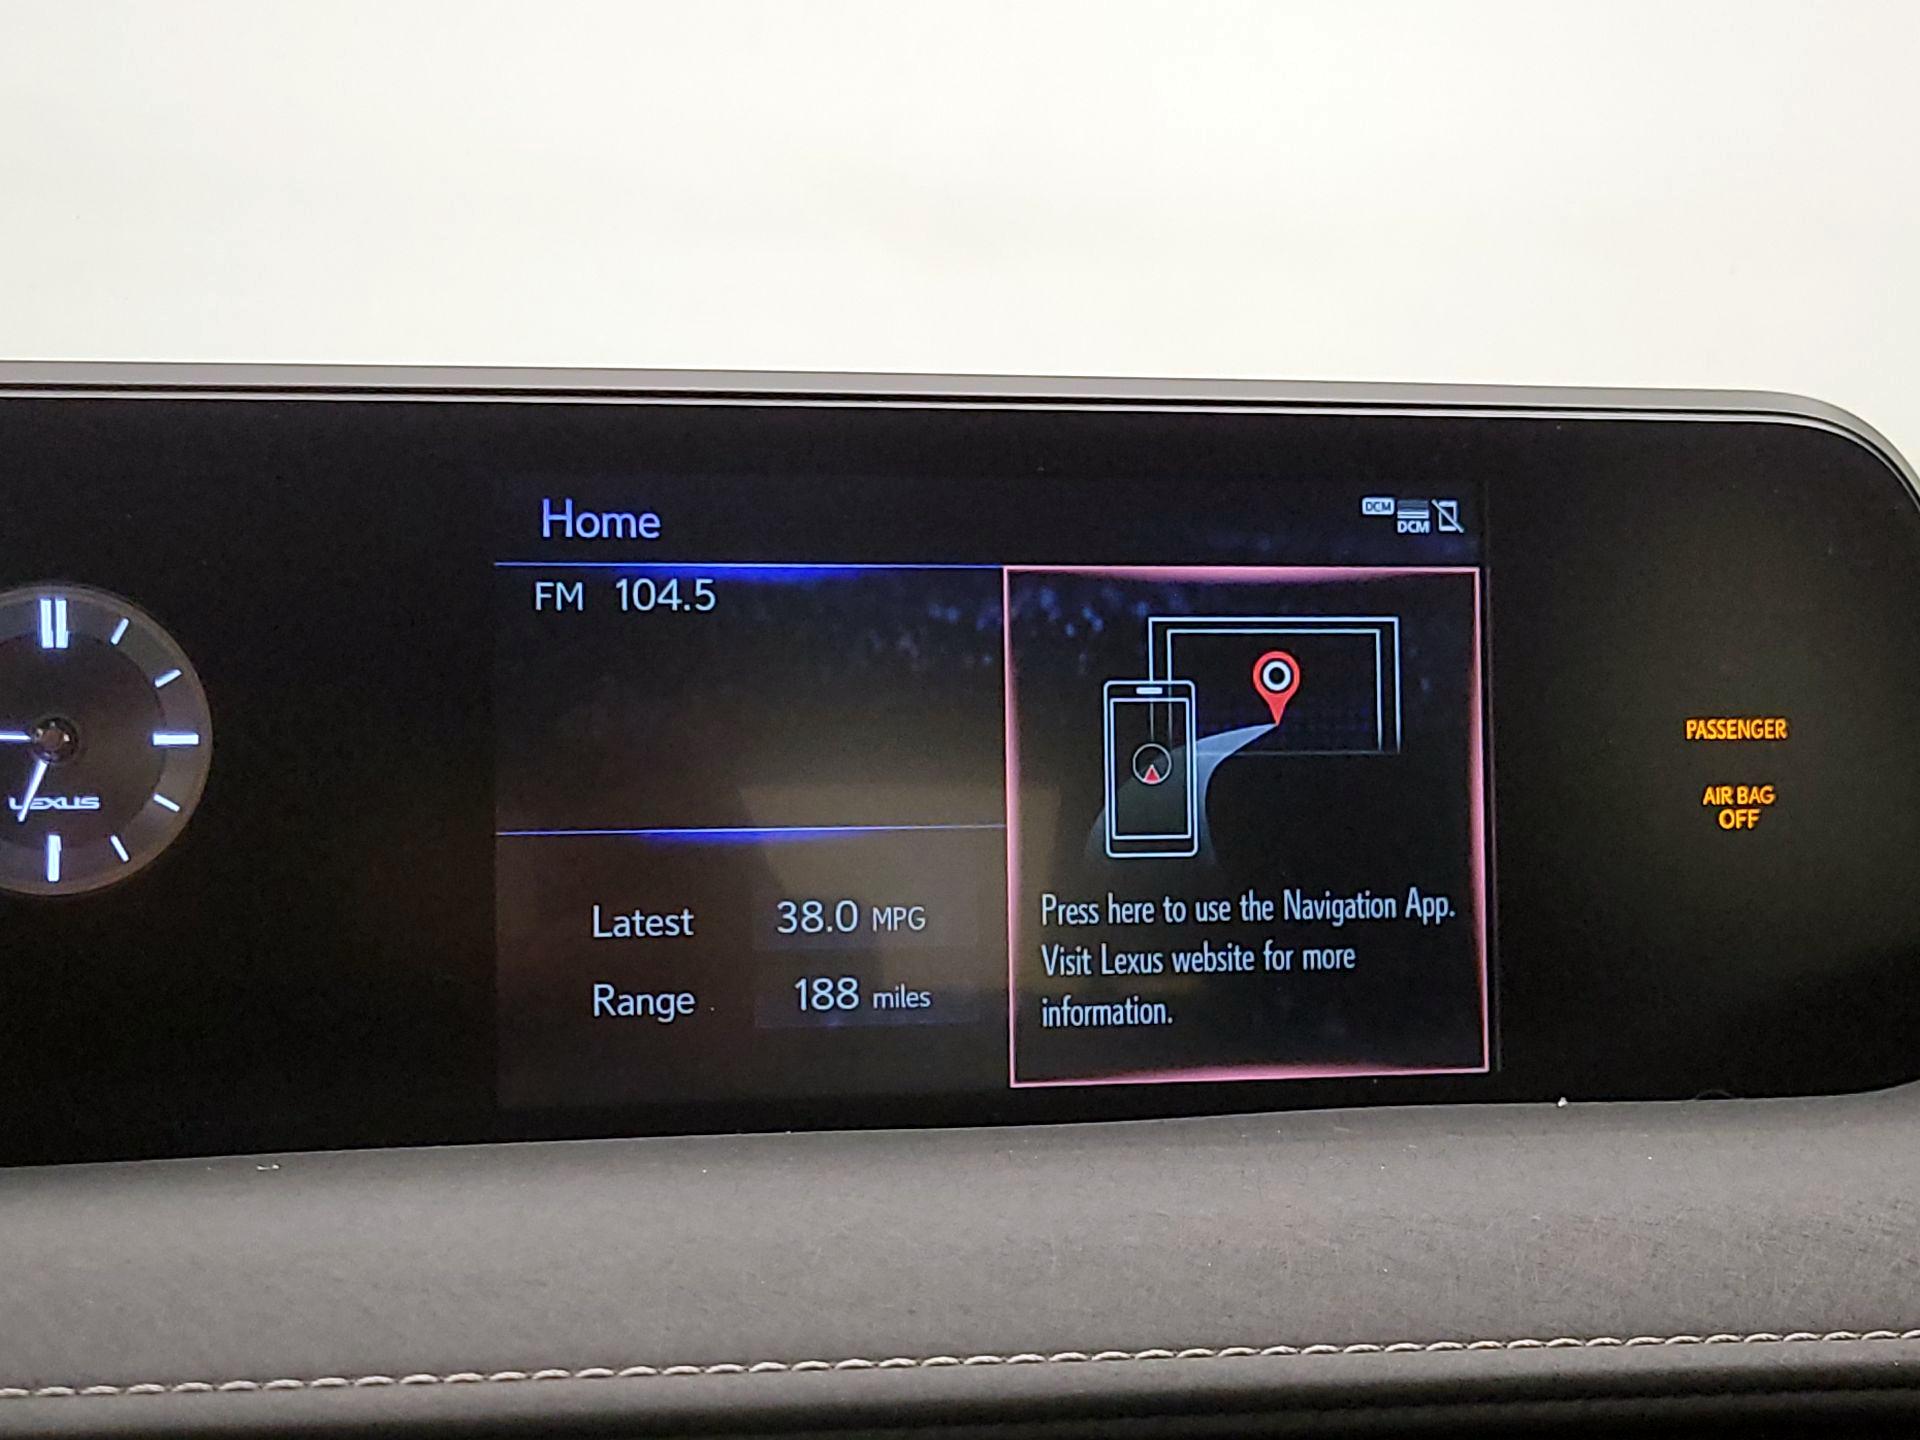 Home
DCM
DCM
FM 104.5
LEXUS
Latest 38.0 MPG
Range 188 miles
Press here to use the Navigation App.
Visit Lexus website for more
information.
PASSENGER
AIR BAG
OFF